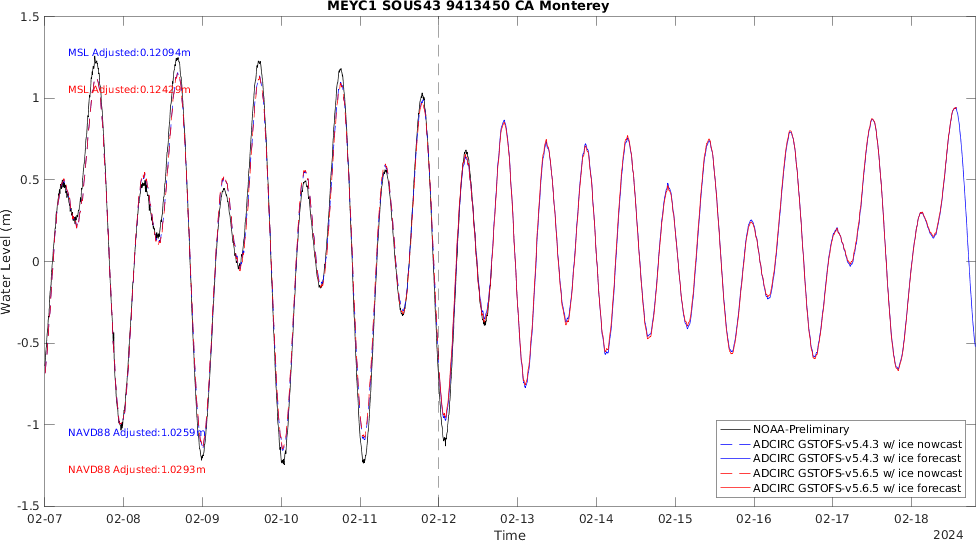 MEYC1 SOUS43 9413450 CA Monterey
1.5
1
0.5
0
-0.5
-1
-1.5
Water Level (m)
MSL Adjusted:0.12094m
MSL Adjusted:0.12429m
NAVD88 Adjusted:1.0259m
NAVD88 Adjusted:1.0293m
NOAA-Preliminary
ADCIRC GSTOFS-v5.4.3 w/ ice nowcast
ADCIRC GSTOFS-v5.4.3 w/ ice forecast
ADCIRC GSTOFS-v5.6.5 w/ ice nowcast
ADCIRC GSTOFS-v5.6.5 w/ ice forecast
02-07 02-08 02-09 02-10 02-11 02-12 02-13 02-14 02-15 02-16 02-17 02-18
Time
2024